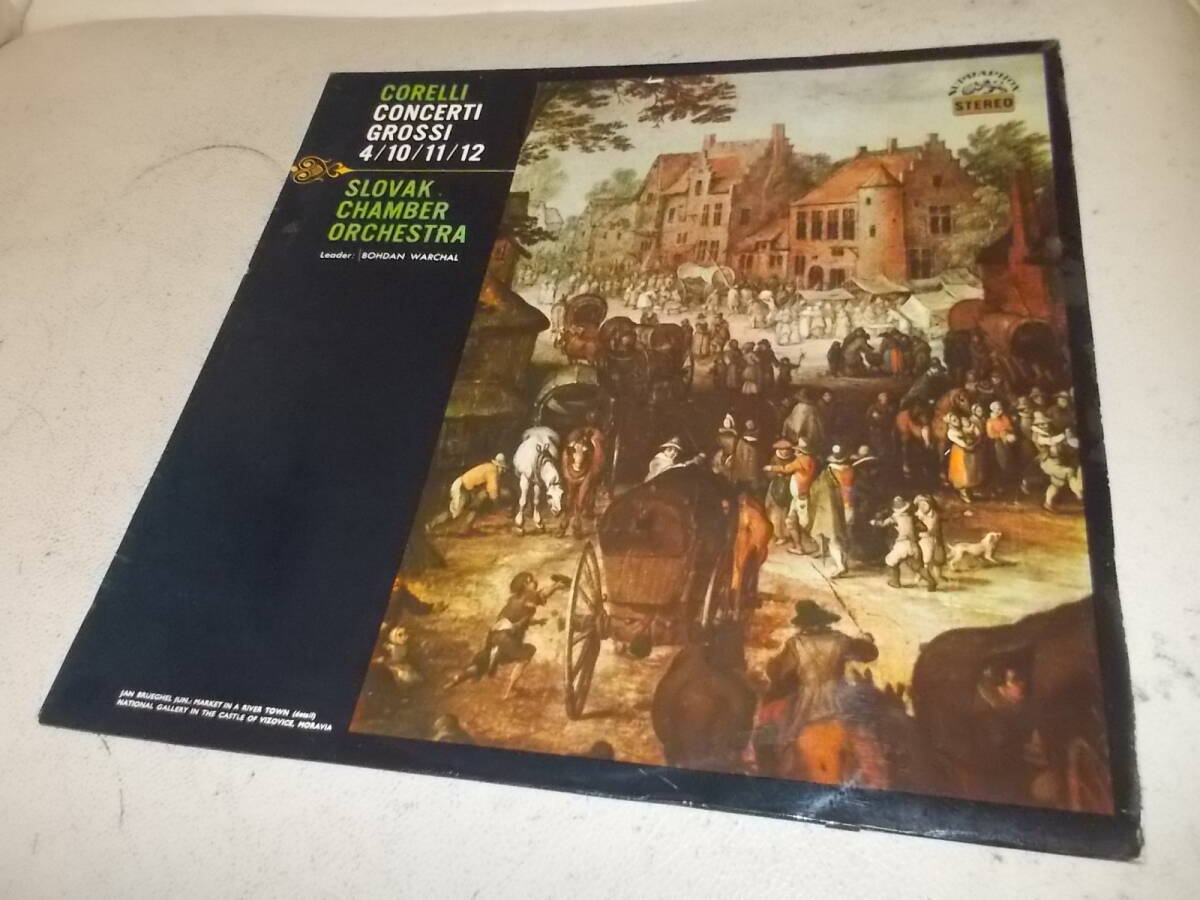 CORELLI
CONCERTI
GROSSI
4/10/11/12
SLOVAK
CHAMBER
ORCHESTRA
Leader: BOHDAN WARCHAL
SUPRAPHON
STEREO
JAN BRUEGHEL JUN.: MARKET IN A RIVER TOWN (detail)
NATIONAL GALLERY IN THE CASTLE OF VIZOVICE, MORAVIA